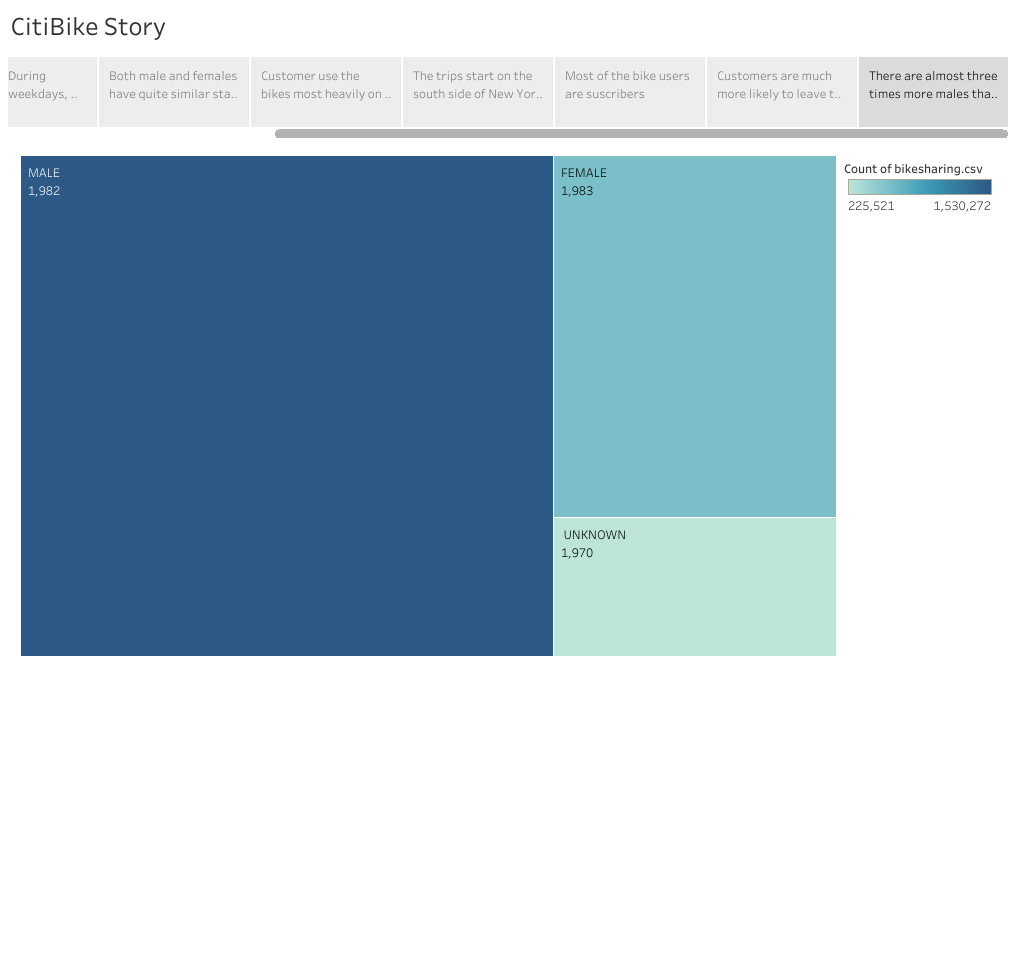 CitiBike Story
During
weekdays, ..
Both male and females
have quite similar sta..
Customer use the
bikes most heavily on ..
The trips start on the
south side of New Yor..
Most of the bike users
are suscribers
Customers are much
more likely to leave t..
There are almost three
times more males tha..
MALE
1,982
FEMALE
1,983
UNKNOWN
1,970
Count of bikesharing.csv
225,521 1,530,272